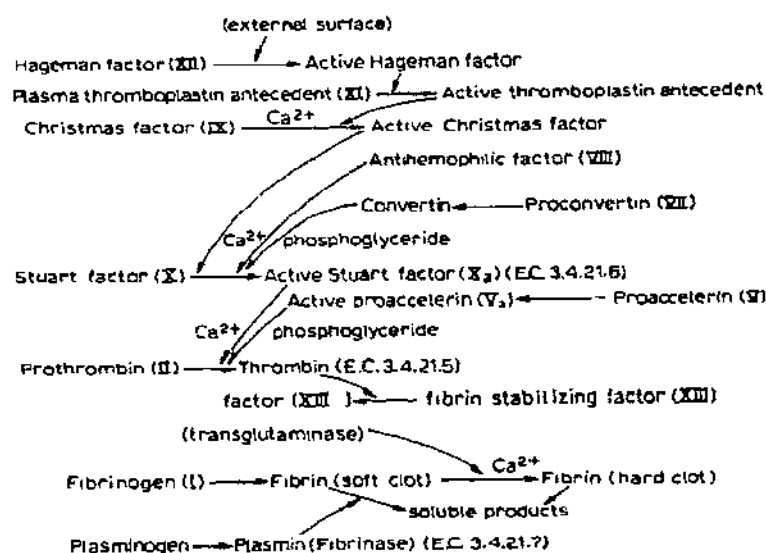 (external surface)
Hageman factor (XII) Active Hageman factor
Plasma thromboplastin antecedent (XI) Active thromboplastin antecedent
Christmas factor (IX) Ca2+ Active Christmas factor
Antihemophilic factor (VIII)
Convertin Proconvertin (VII)
Ca2+ phosphoglyceride
Stuart factor (X) Active Stuart factor (Xa) (E.C. 3.4.21.6)
Active proaccelerin (Va) Proaccelerin (V)
Ca2+ phosphoglyceride
Prothrombin (II) Thrombin (E.C. 3.4.21.5)
factor (XIII ) fibrin stabilizing factor (XIII)
(transglutaminase)
Ca2+
Fibrinogen (I) Fibrin (soft clot) Fibrin (hard clot)
soluble products
Plasminogen Plasmin (Fibrinase) (E.C. 3.4.21.7)